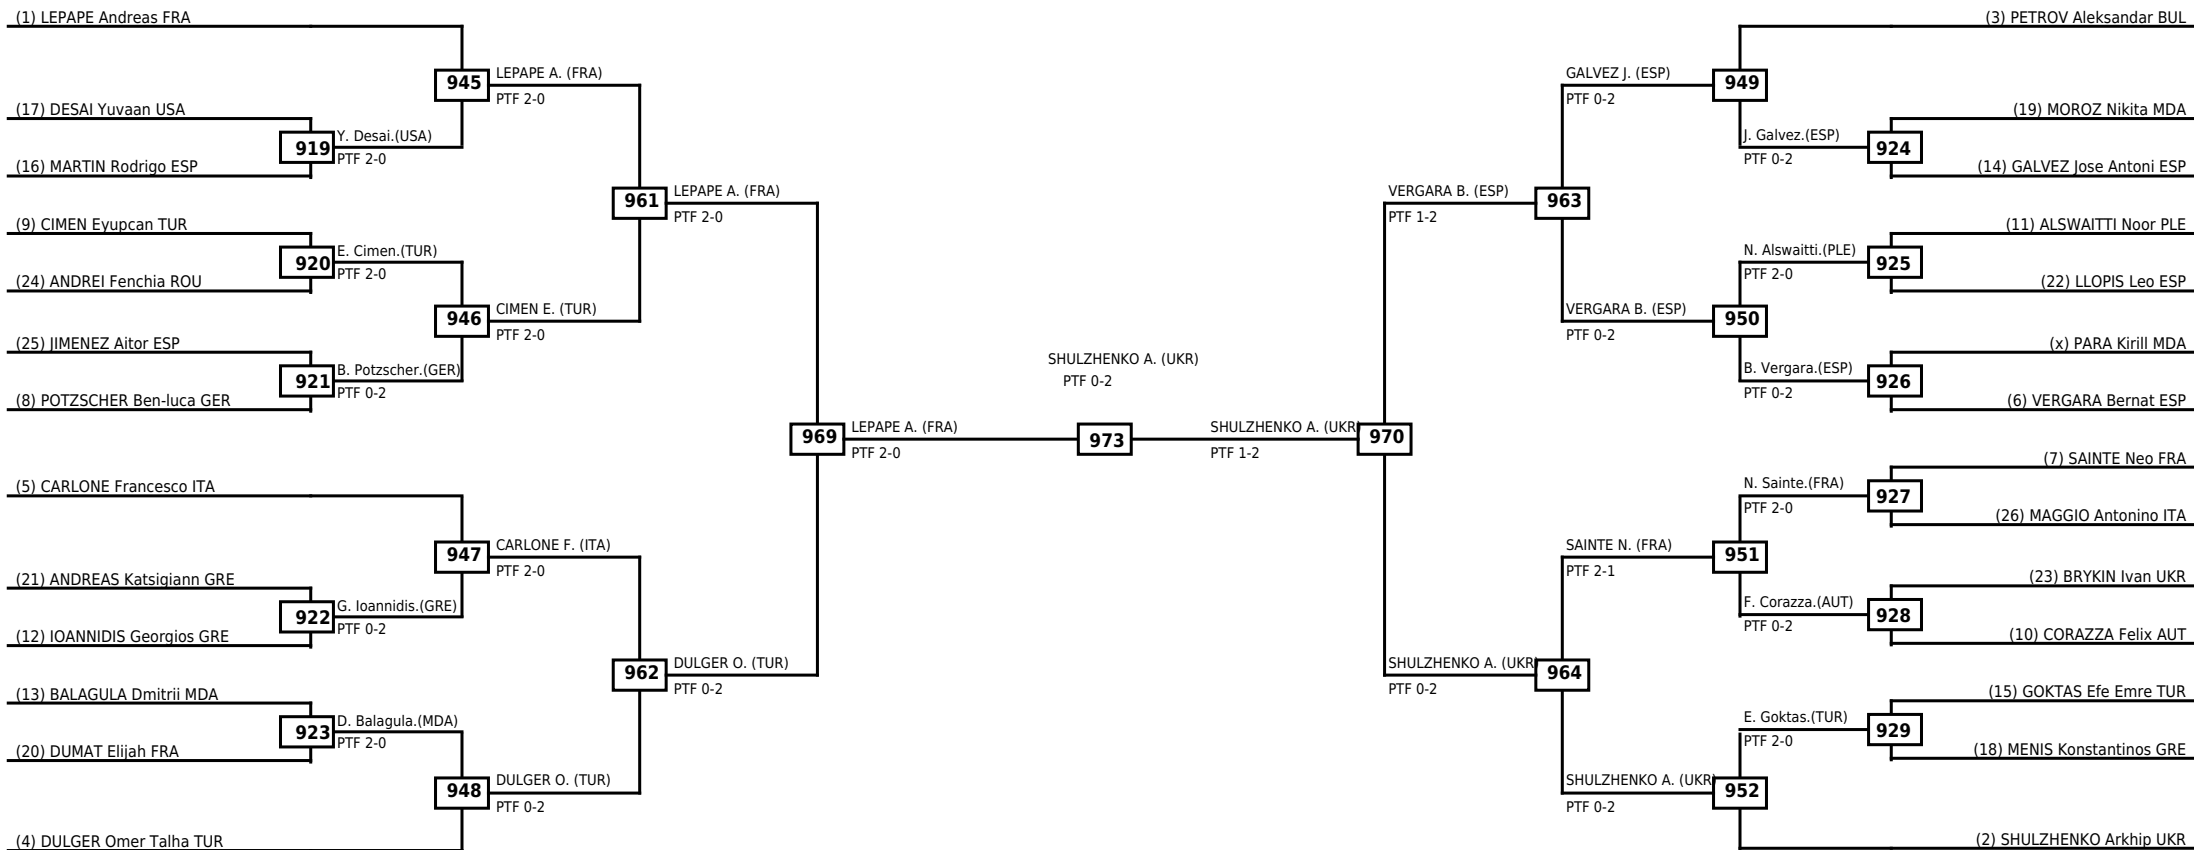 (1) LEPAPE Andreas FRA
(3) PETROV Aleksandar BUL
945
LEPAPE A. (FRA)
PTF 2-0
GALVEZ J. (ESP)
PTF 0-2
949
(17) DESAI Yuvaan USA
919
Y. Desai.(USA)
PTF 2-0
(16) MARTIN Rodrigo ESP
(19) MOROZ Nikita MDA
J. Galvez.(ESP)
PTF 0-2
924
(14) GALVEZ Jose Antoni ESP
961
LEPAPE A. (FRA)
PTF 2-0
VERGARA B. (ESP)
PTF 1-2
963
(9) CIMEN Eyupcan TUR
920
E. Cimen.(TUR)
PTF 2-0
(24) ANDREI Fenchia ROU
(11) ALSWAITTI Noor PLE
N. Alswaitti.(PLE)
PTF 2-0
925
(22) LLOPIS Leo ESP
946
CIMEN E. (TUR)
PTF 2-0
VERGARA B. (ESP)
PTF 0-2
950
(25) JIMENEZ Aitor ESP
921
B. Potzscher.(GER)
PTF 0-2
(8) POTZSCHER Ben-luca GER
SHULZHENKO A. (UKR)
PTF 0-2
(x) PARA Kirill MDA
B. Vergara.(ESP)
PTF 0-2
926
(6) VERGARA Bernat ESP
969
LEPAPE A. (FRA)
PTF 2-0
973
SHULZHENKO A. (UKR
PTF 1-2
970
(5) CARLONE Francesco ITA
(7) SAINTE Neo FRA
N. Sainte.(FRA)
PTF 2-0
927
(26) MAGGIO Antonino ITA
947
CARLONE F. (ITA)
PTF 2-0
SAINTE N. (FRA)
PTF 2-1
951
(21) ANDREAS Katsigiann GRE
922
G. Ioannidis.(GRE)
PTF 0-2
(12) IOANNIDIS Georgios GRE
(23) BRYKIN Ivan UKR
F. Corazza.(AUT)
PTF 0-2
928
(10) CORAZZA Felix AUT
962
DULGER O. (TUR)
PTF 0-2
SHULZHENKO A. (UKR
PTF 0-2
964
(13) BALAGULA Dmitrii MDA
923
D. Balagula.(MDA)
PTF 2-0
(20) DUMAT Elijah FRA
(15) GOKTAS Efe Emre TUR
E. Goktas.(TUR)
PTF 2-0
929
(18) MENIS Konstantinos GRE
948
DULGER O. (TUR)
PTF 0-2
SHULZHENKO A. (UKR
PTF 0-2
952
(4) DULGER Omer Talha TUR
(2) SHULZHENKO Arkhip UKR